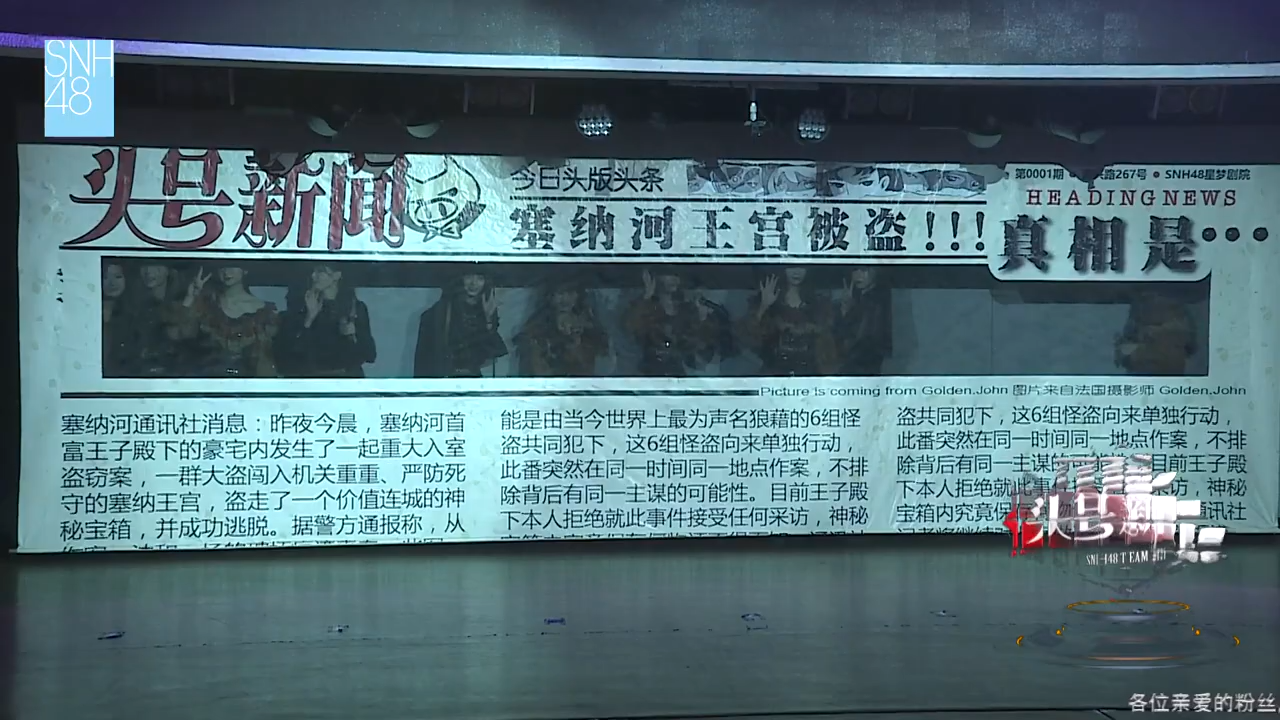 SNH
48
头号新闻
今日头版头条
塞纳河王宫被盗!!!
第0001期
路267号 • SNH48星梦剧院
HEADING NEWS
真相是•••
Picture is coming from Golden.John 图片来自法国摄影师 Golden.John
塞纳河通讯社消息：昨夜今晨，塞纳河首
富王子殿下的豪宅内发生了一起重大入室
盗窃案，一群大盗闯入机关重重、严防死
守的塞纳王宫，盗走了一个价值连城的神
秘宝箱，并成功逃脱。据警方通报称，从
能是由当今世界上最为声名狼藉的6组怪
盗共同犯下，这6组怪盗向来单独行动，
此番突然在同一时间同一地点作案，不排
除背后有同一主谋的可能性。目前王子殿
下本人拒绝就此事件接受任何采访，神秘
盗共同犯下，这6组怪盗向来单独行动，
此番突然在同一时间同一地点作案，不排
除背后有同一主谋的可能性。目前王子殿
下本人拒绝就此事 采访，神秘
宝箱内究竟保 通讯社
头号新
SNH48 TEAM
各位亲爱的粉丝